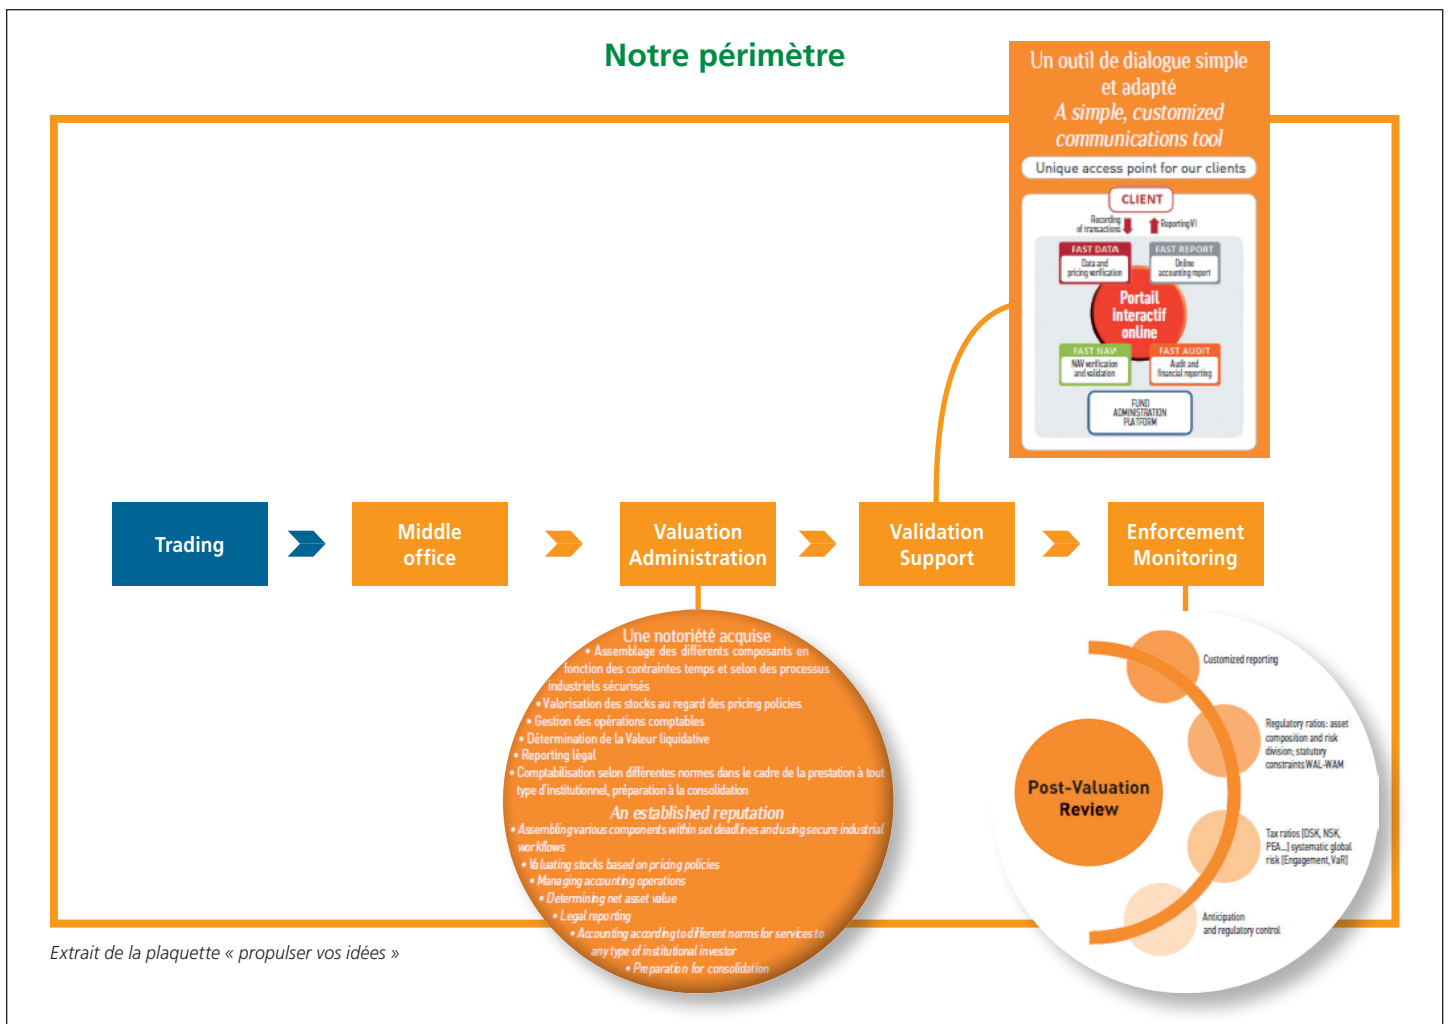 Notre périmètre
Un outil de dialogue simple
et adapté
A simple, customized
communications tool
Unique access point for our clients
CLIENT
Recording
of transactions
Reporting VI
FAST DATA
Data and
pricing verification
FAST REPORT
Online
accounting report
Portail
interactif
online
FAST NAV
NAV verification
and validation
FAST AUDIT
Audit and
financial reporting
FUND
ADMINISTRATION
PLATFORM
Trading
Middle
office
Valuation
Administration
Validation
Support
Enforcement
Monitoring
Une notoriété acquise
• Assemblage des différents composants en
fonction des contraintes temps et selon des processus
industriels sécurisés
• Valorisation des stocks au regard des pricing policies
• Gestion des opérations comptables
• Détermination de la Valeur liquidative
• Reporting légal
• Comptabilisation selon différentes normes dans le cadre de la prestation à tout
type d'institutionnel, préparation à la consolidation
An established reputation
• Assembling various components within set deadlines and using secure industrial
workflows
• Valuating stocks based on pricing policies
• Managing accounting operations
• Determining net asset value
• Legal reporting
• Accounting according to different norms for services to
any type of institutional investor
• Preparation for consolidation
Post-Valuation
Review
Customized reporting
Regulatory ratios: asset
composition and risk
division; statutory
constraints WAL-WAM
Tax ratios [DSK, NSK,
PEA...] systematic global
risk [Engagement, VaR]
Anticipation
and regulatory control
Extrait de la plaquette « propulser vos idées »